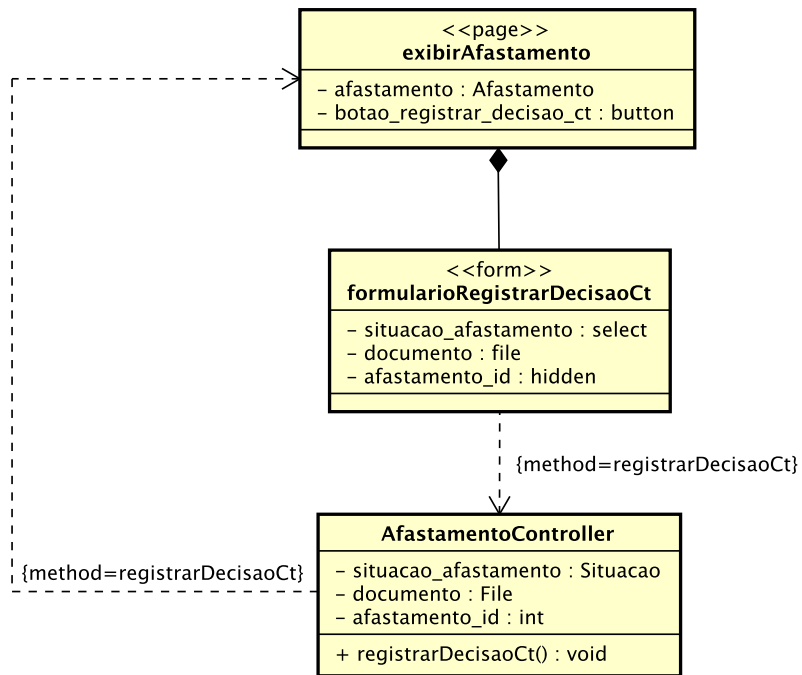 <<page>>
exibirAfastamento
- afastamento : Afastamento
- botao_registrar_decisao_ct : button
<<form>>
formularioRegistrarDecisaoCt
- situacao_afastamento : select
- documento : file
- afastamento_id : hidden
{method=registrarDecisaoCt}
AfastamentoController
- situacao_afastamento : Situacao
- documento : File
- afastamento_id : int
+ registrarDecisaoCt() : void
{method=registrarDecisaoCt}